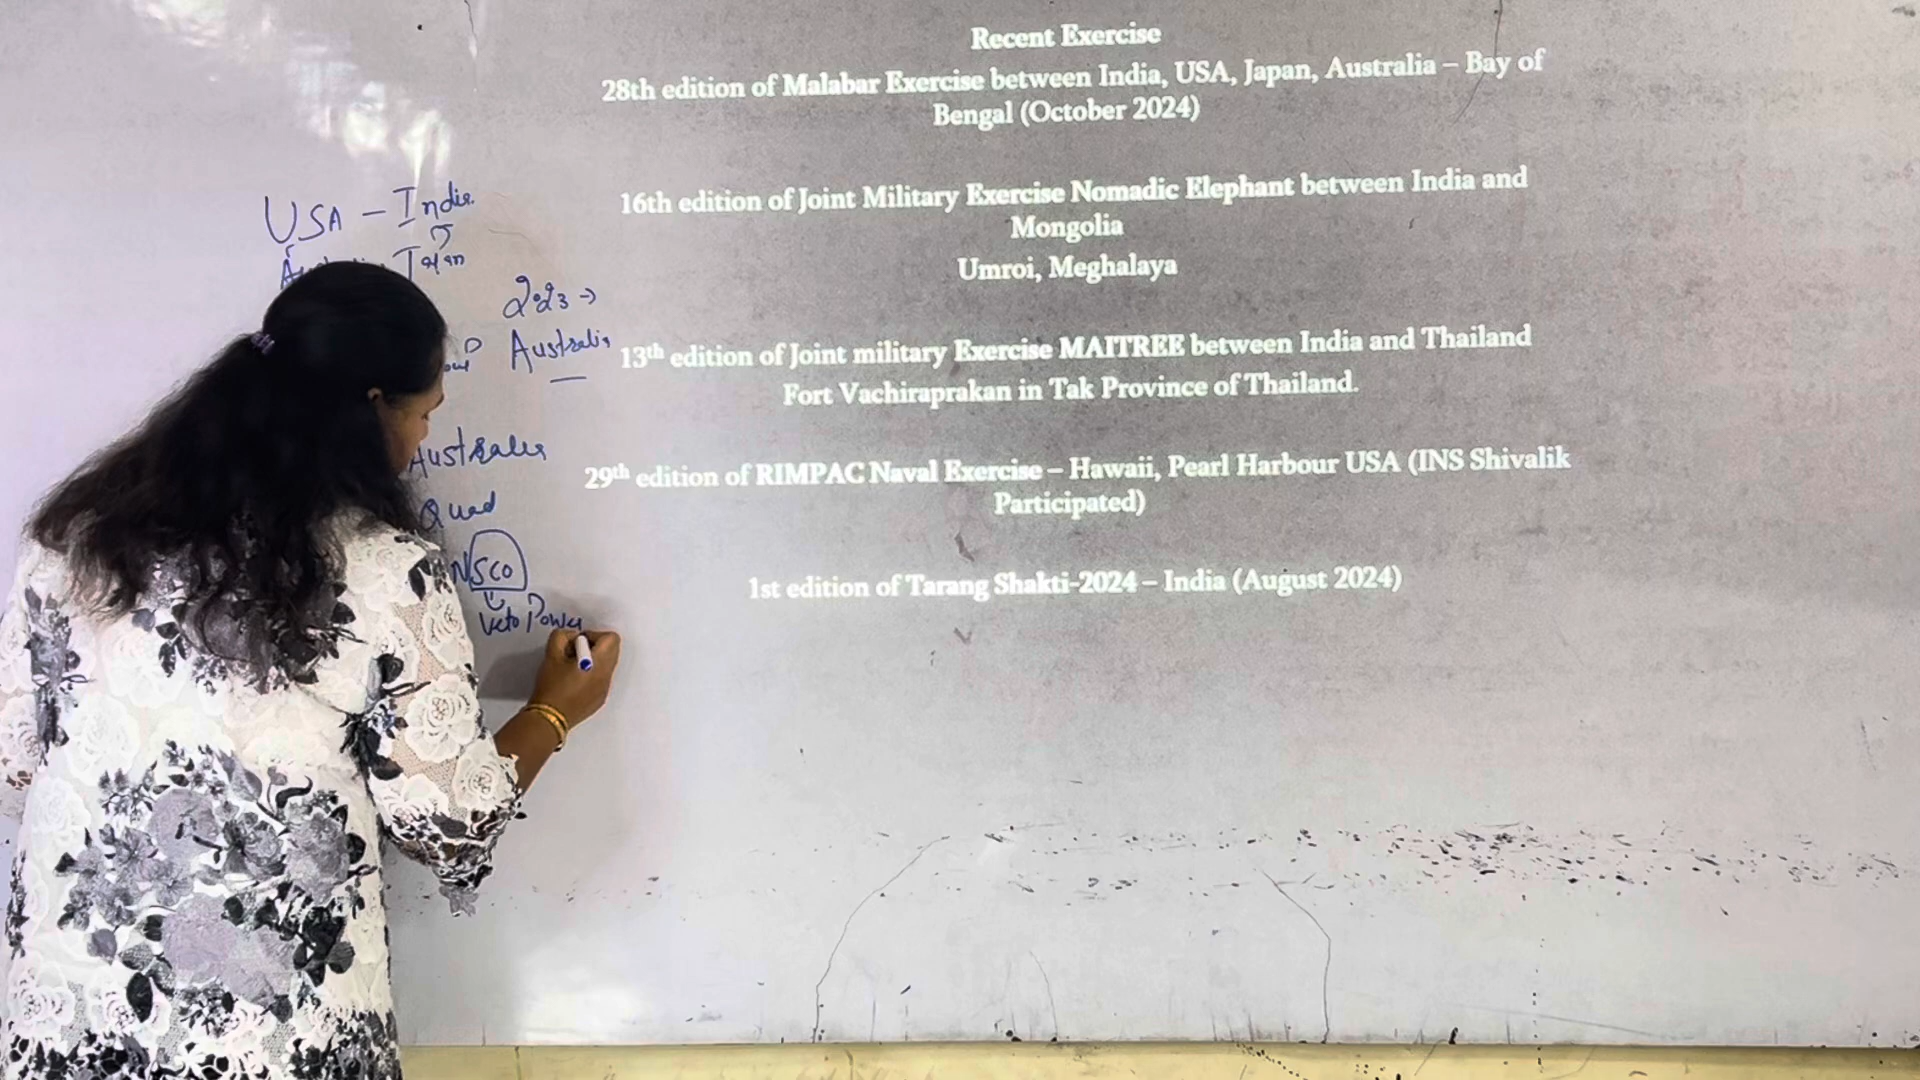 Recent Exercise
28th edition of Malabar Exercise between India, USA, Japan, Australia – Bay of
Bengal (October 2024)
16th edition of Joint Military Exercise Nomadic Elephant between India and
Mongolia
Umroi, Meghalaya
13th edition of Joint military Exercise MAITREE between India and Thailand
Fort Vachiraprakan in Tak Province of Thailand.
29th edition of RIMPAC Naval Exercise – Hawaii, Pearl Harbour USA (INS Shivalik
Participated)
1st edition of Tarang Shakti-2024 – India (August 2024)
USA – India
Japan
Australia
Australia
Quad
Veto Power